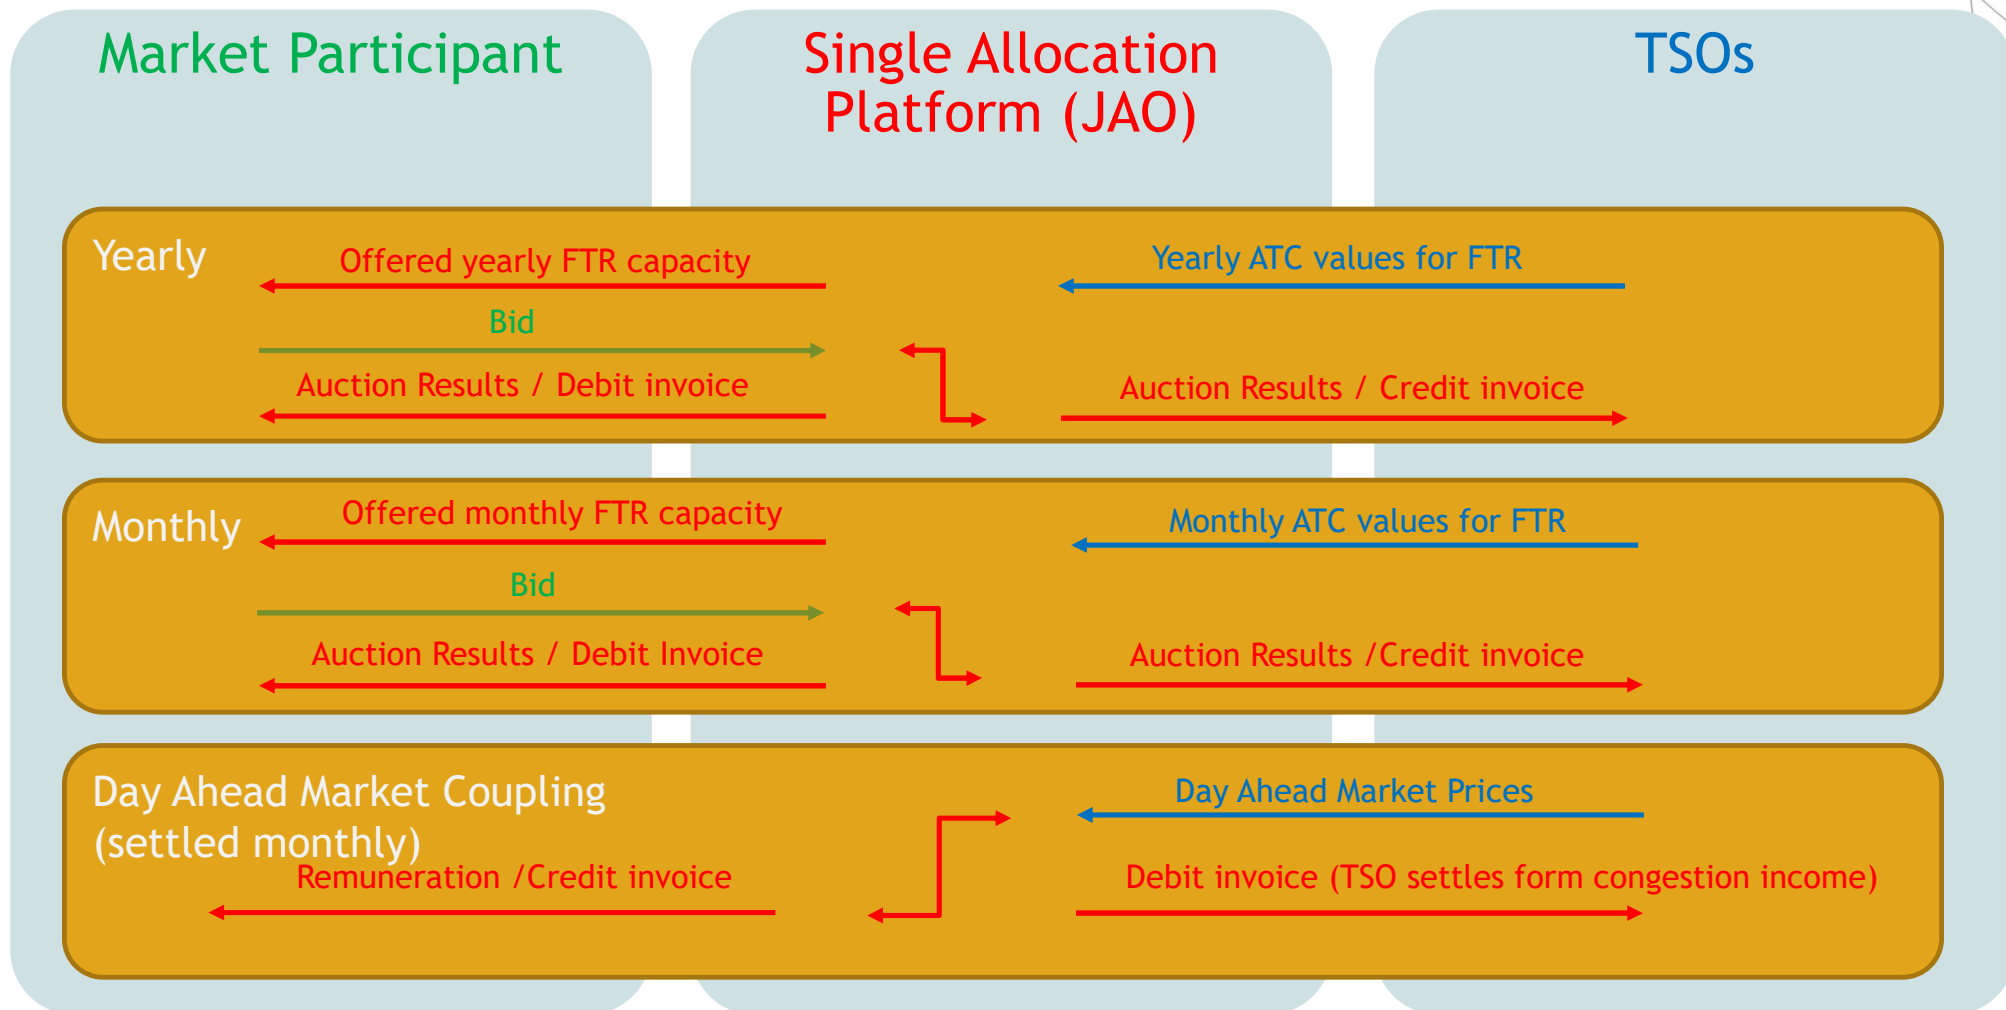 Market Participant
Single Allocation
Platform (JAO)
TSOs
Yearly
Offered yearly FTR capacity
Yearly ATC values for FTR
Bid
Auction Results / Debit invoice
Auction Results / Credit invoice
Monthly
Offered monthly FTR capacity
Monthly ATC values for FTR
Bid
Auction Results / Debit Invoice
Auction Results /Credit invoice
Day Ahead Market Coupling
(settled monthly)
Day Ahead Market Prices
Remuneration /Credit invoice
Debit invoice (TSO settles form congestion income)